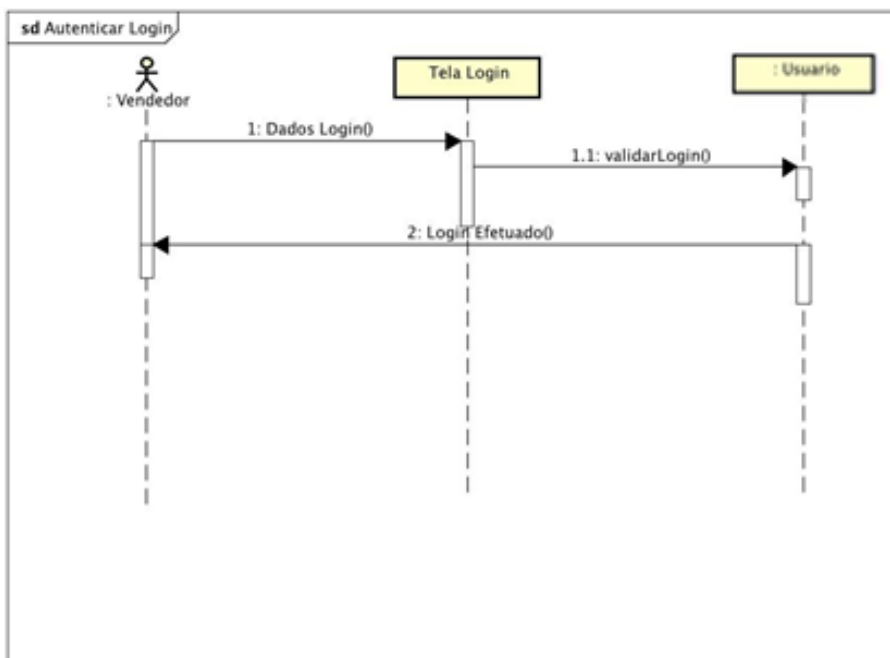 sd Autenticar Login
: Vendedor
Tela Login
: Usuario
1: Dados Login()
1.1: validarLogin()
2: Login Efetuado()